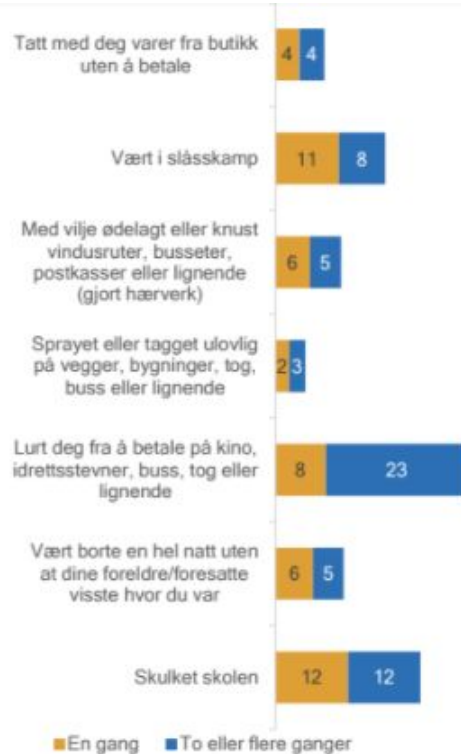 Tatt med deg varer fra butikk
uten å betale
4 4
Vært i slåsskamp
11 8
Med vilje ødelagt eller knust
vindusruter, busseter,
postkasser eller lignende
(gjort hærverk)
6 5
Sprayet eller tagget ulovlig
på vegger, bygninger, tog,
buss eller lignende
2 3
Lurt deg fra å betale på kino,
idrettsstevner, buss, tog eller
lignende
8 23
Vært borte en hel natt uten
at dine foreldre/foresatte
visste hvor du var
6 5
Skulket skolen
12 12
En gang To eller flere ganger